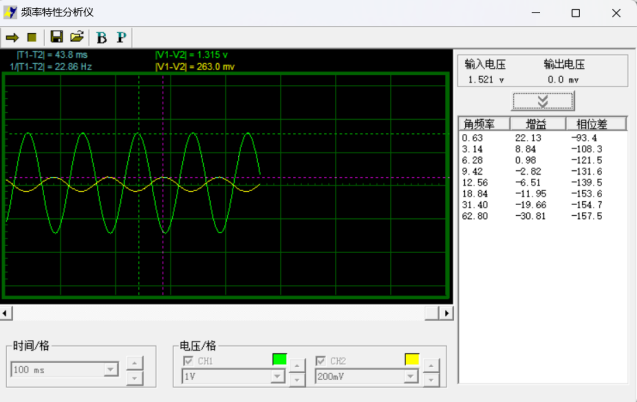 频率特性分析仪
B P
|T1-T2| = 43.8 ms |V1-V2| = 1.315 v
1/|T1-T2| = 22.86 Hz |V1-V2| = 263.0 mv
输入电压 输出电压
1.521 v 0.0 mv
角频率 增益 相位差
0.63 22.13 -93.4
3.14 8.84 -108.3
6.28 0.98 -121.5
9.42 -2.82 -131.6
12.56 -6.51 -139.5
18.84 -11.95 -153.6
31.40 -19.66 -154.7
62.80 -30.81 -157.5
时间/格
100 ms
电压/格
CH1 CH2
1V 200mV